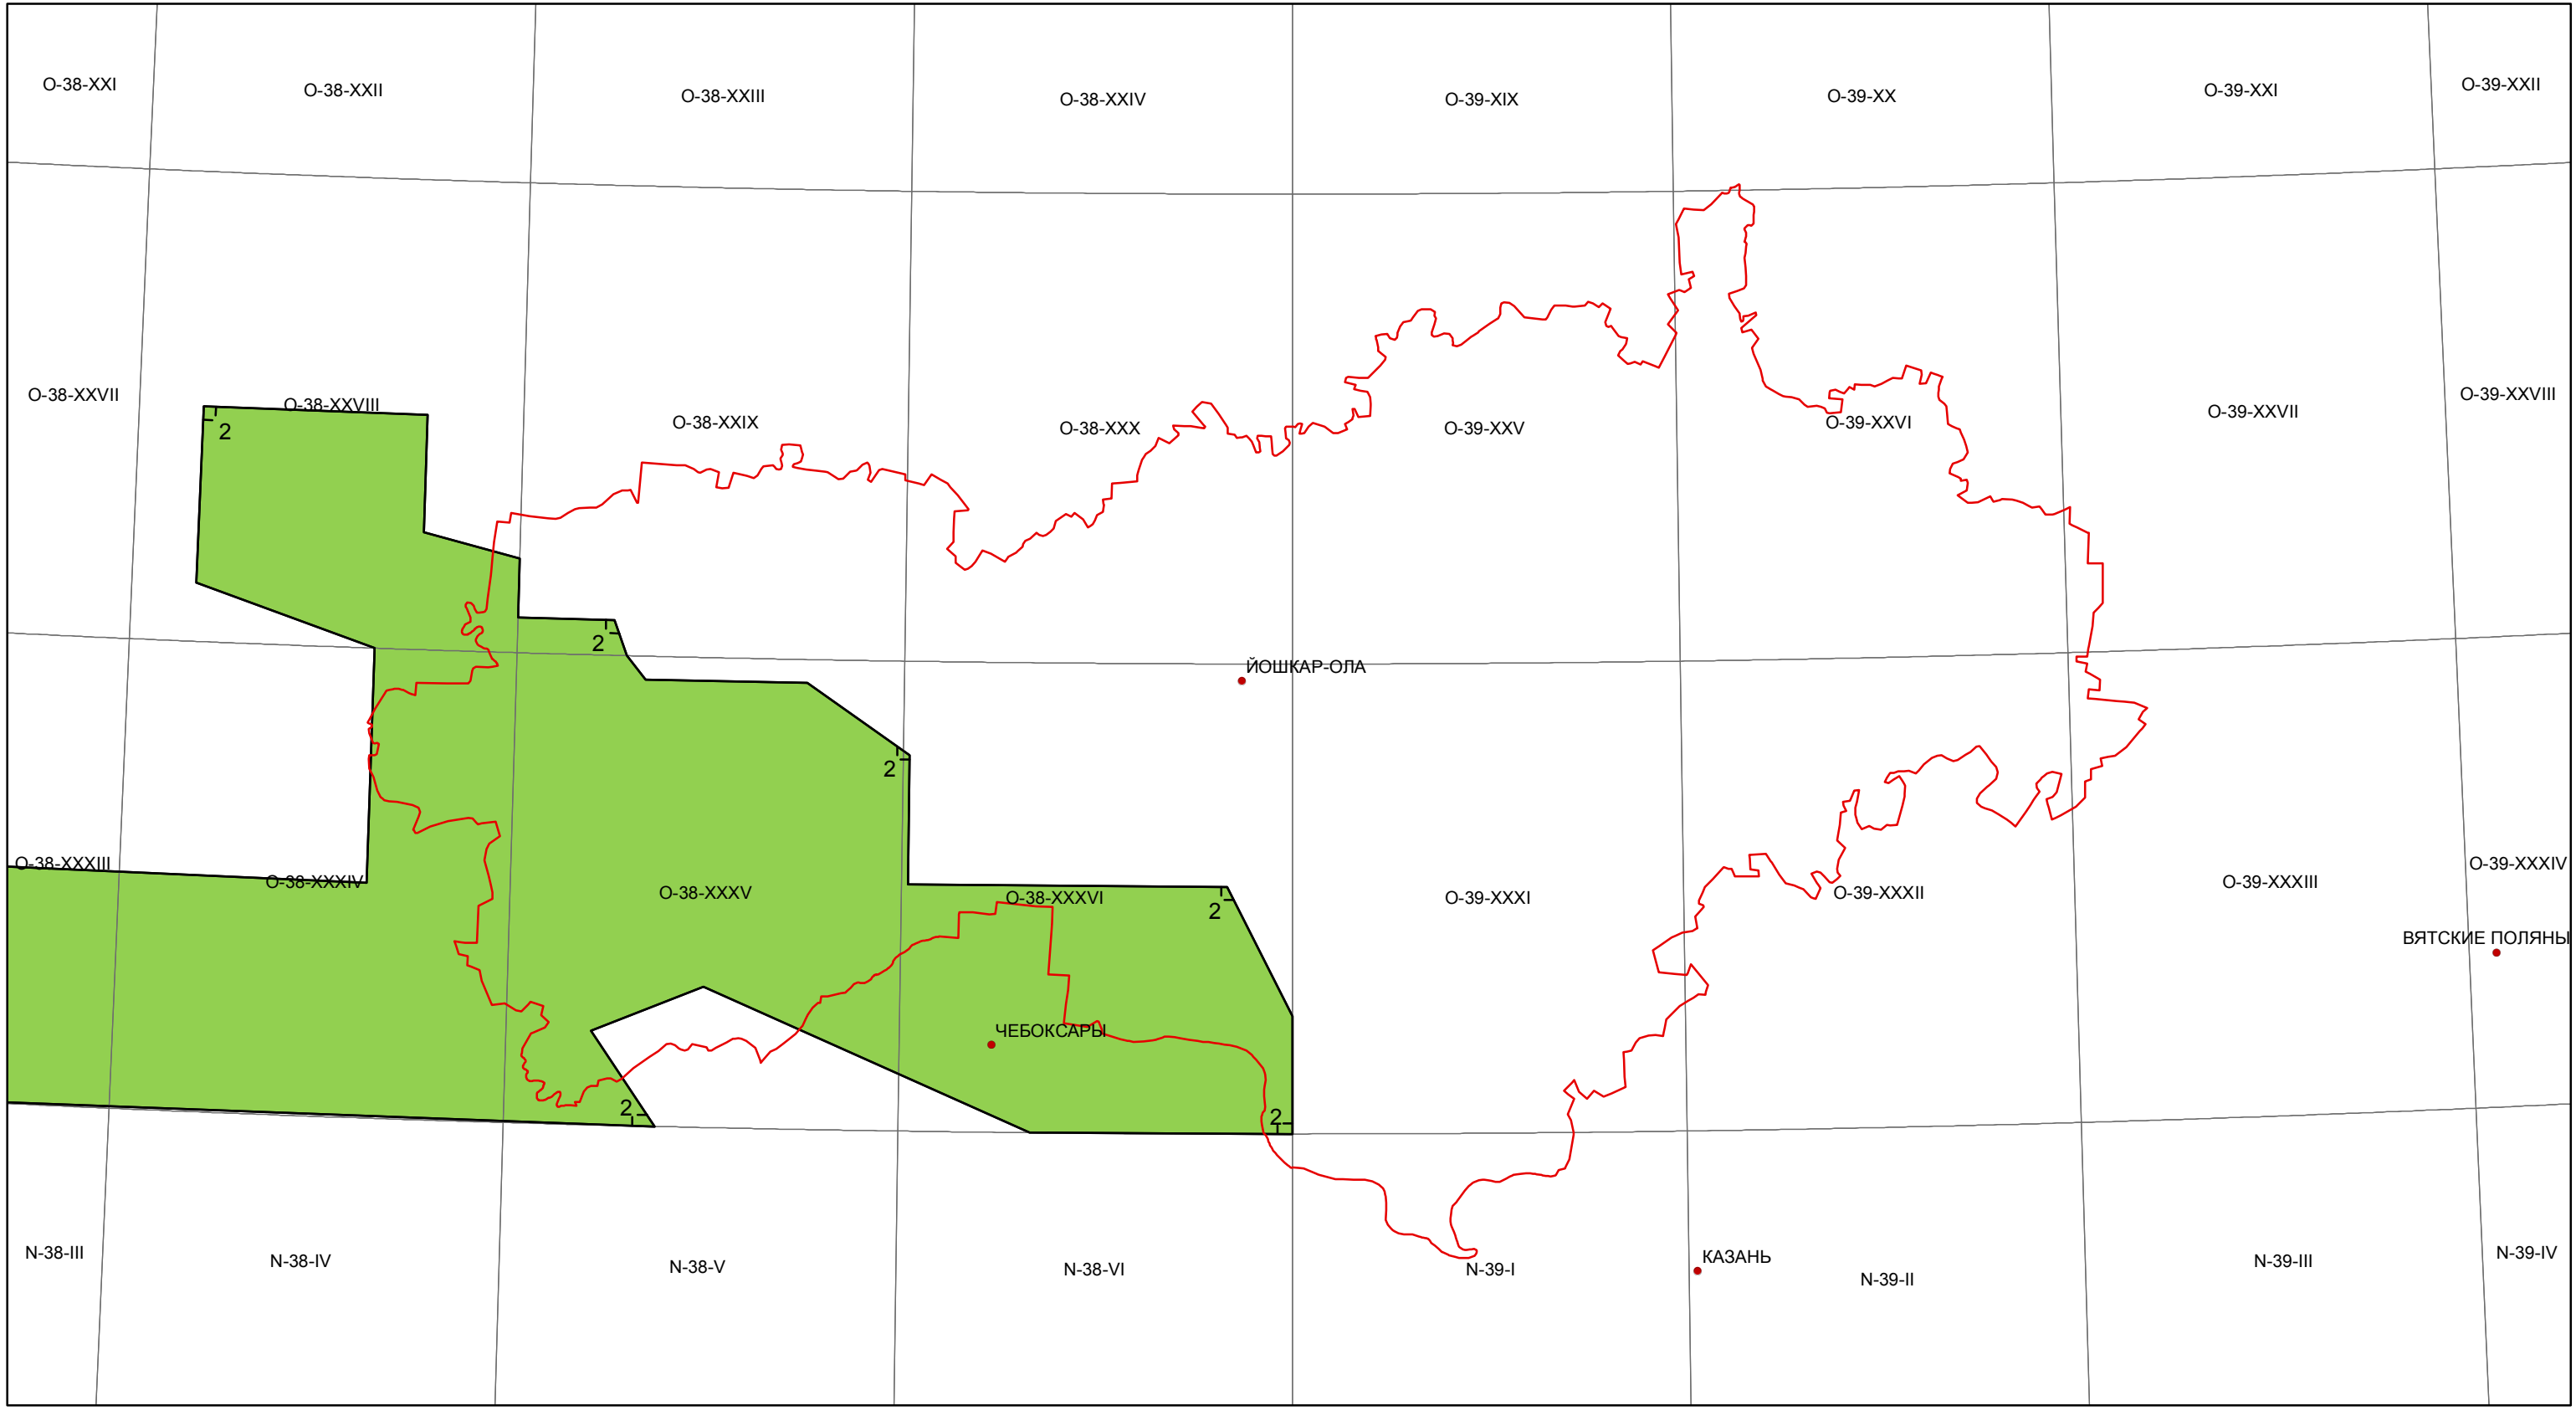 О-38-XXI
О-38-XXII
О-38-XXIII
О-38-XXIV
О-39-XIX
О-39-XX
О-39-XXI
О-39-XXII
О-38-XXVII
О-38-XXVIII
2
О-38-XXIX
О-38-XXX
О-39-XXV
О-39-XXVI
О-39-XXVII
О-39-XXVIII
2
ЙОШКАР-ОЛА
2
О-38-XXXIII
О-38-XXXIV
О-38-XXXV
О-38-XXXVI
2
О-39-XXXI
О-39-XXXII
О-39-XXXIII
О-39-XXXIV
ВЯТСКИЕ ПОЛЯНЫ
ЧЕБОКСАРЫ
2
2
N-38-III
N-38-IV
N-38-V
N-38-VI
N-39-I
КАЗАНЬ
N-39-II
N-39-III
N-39-IV